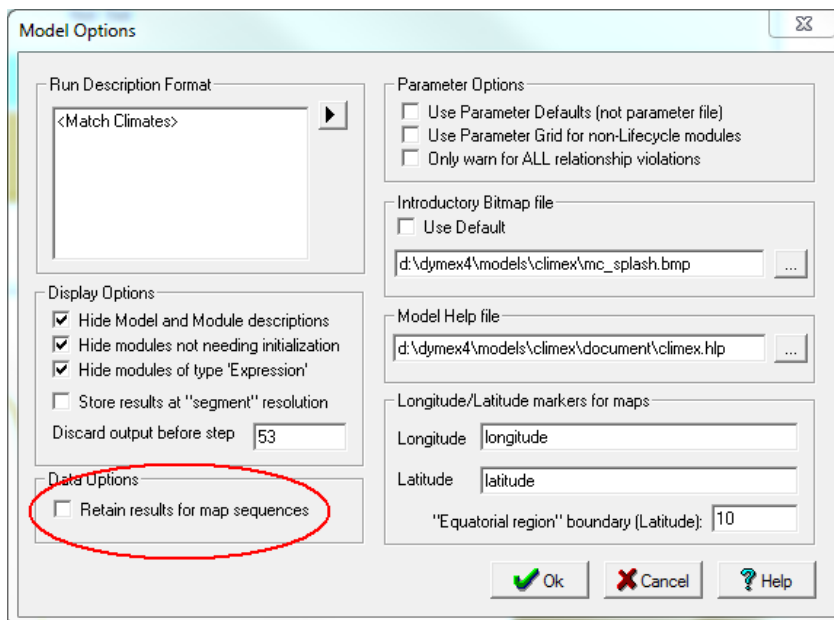 Model Options
Run Description Format
<Match Climates>
Display Options
Hide Model and Module descriptions
Hide modules not needing initialization
Hide modules of type 'Expression'
Store results at "segment" resolution
Discard output before step 53
Data Options
Retain results for map sequences
Parameter Options
Use Parameter Defaults (not parameter file)
Use Parameter Grid for non-Lifecycle modules
Only warn for ALL relationship violations
Introductory Bitmap file
Use Default
d:\dymex4\models\climex\mc_splash.bmp
...
Model Help file
d:\dymex4\models\climex\document\climex.hlp
...
Longitude/Latitude markers for maps
Longitude longitude
Latitude latitude
"Equatorial region" boundary (Latitude): 10
Ok Cancel Help